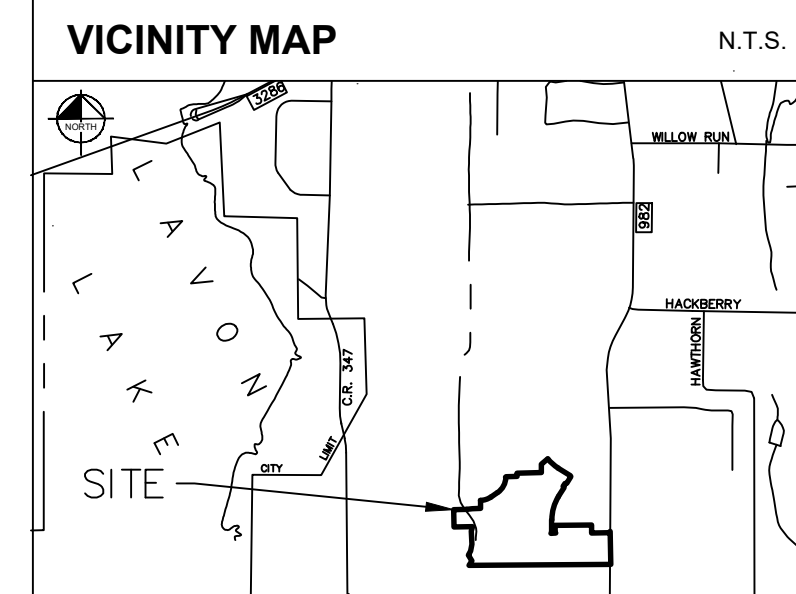 VICINITY MAP
N.T.S.
NORTH
3286
WILLOW RUN
982
HACKBERRY
HAWTHORN
C.R. 347
LAKE
LAVON
CITY
LIMIT
SITE